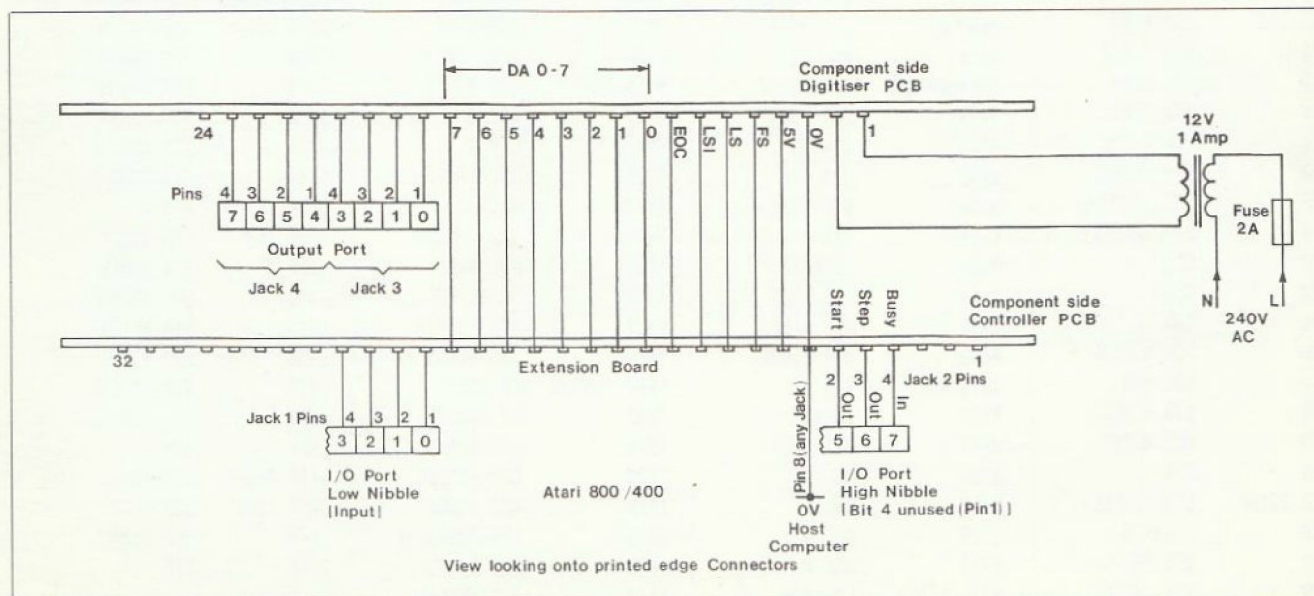 DA 0-7
Component side
Digitiser PCB
24
7 6 5 4 3 2 1 0 EOC LSI LS FS 5V 0V
1
12V
1 Amp
Fuse
2A
N L
240V
AC
Pins 4 3 2 1 4 3 2 1
7 6 5 4 3 2 1 0
Output Port
Jack 4 Jack 3
Start Step Busy
Component side
Controller PCB
32
Extension Board
1
2 3 4 Jack 2 Pins
Out Out In
5 6 7
Jack 1 Pins 4 3 2 1
3 2 1 0
I/O Port
Low Nibble
[Input]
Atari 800/400
Pin 8 (any Jack)
0V
Host
Computer
I/O Port
High Nibble
[Bit 4 unused (Pin1)]
View looking onto printed edge Connectors